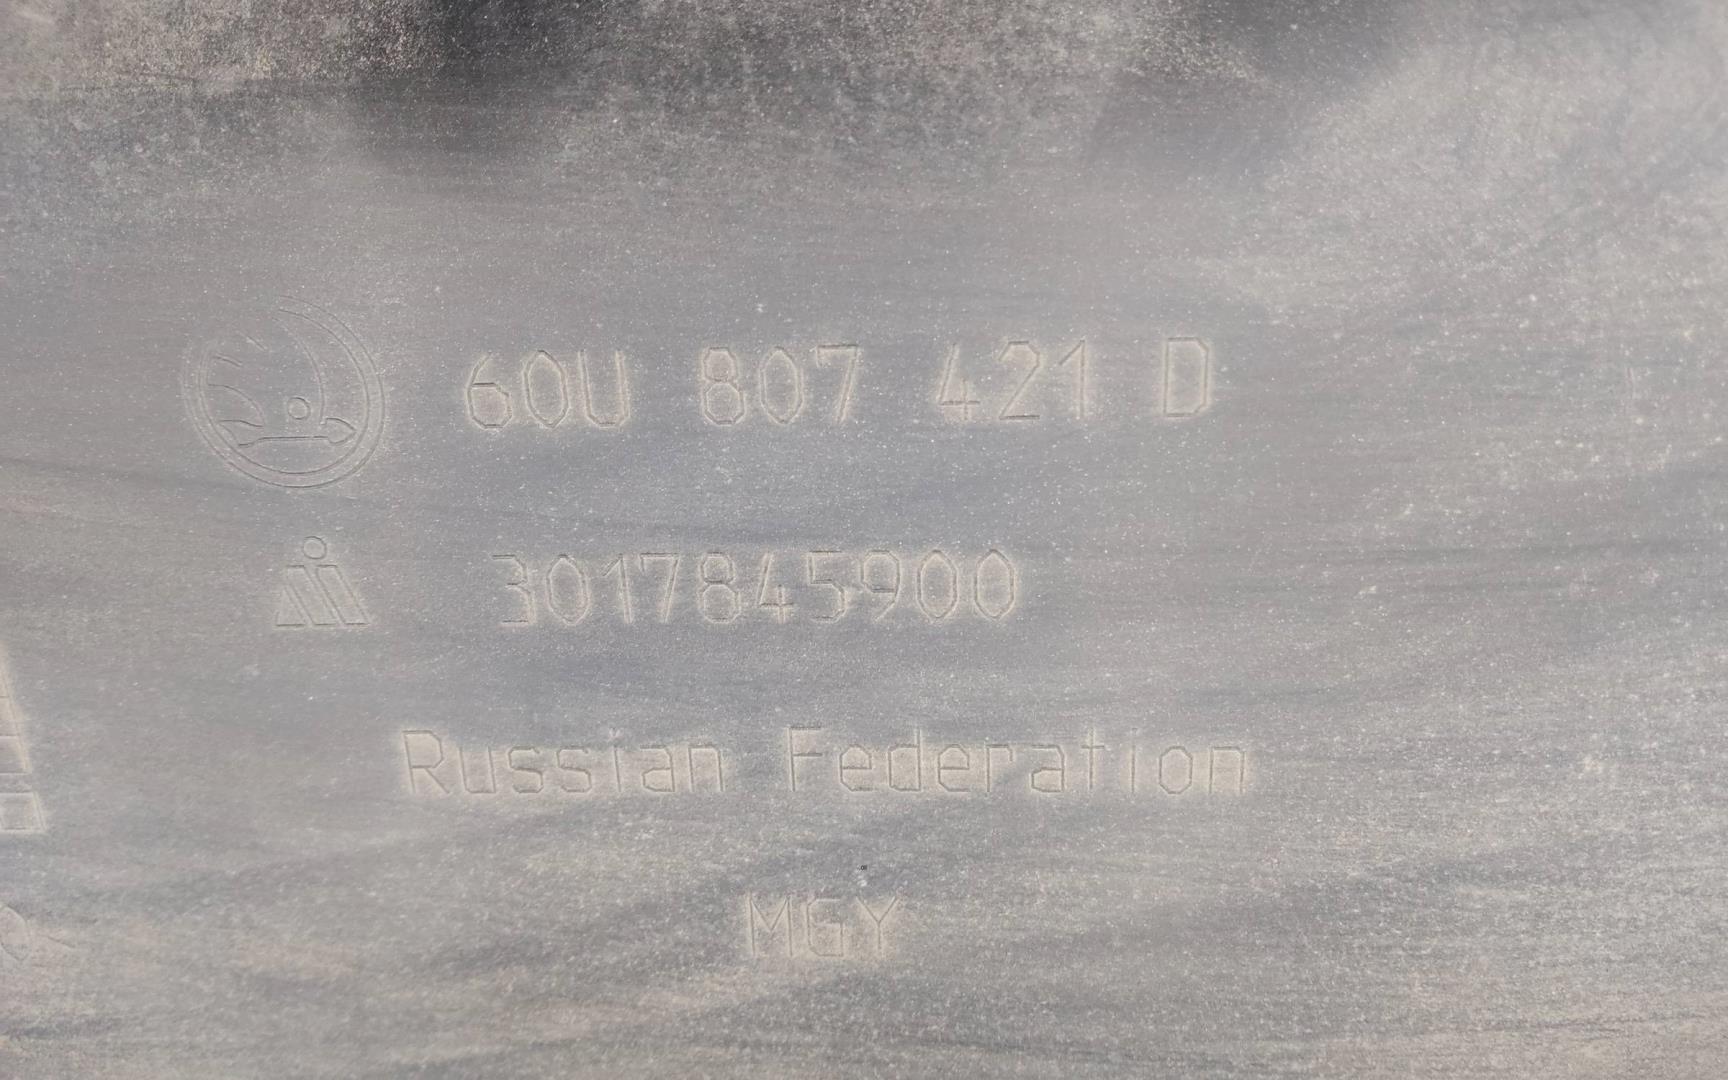 60U 807 421 D
3017845900
Russian Federation
MGY